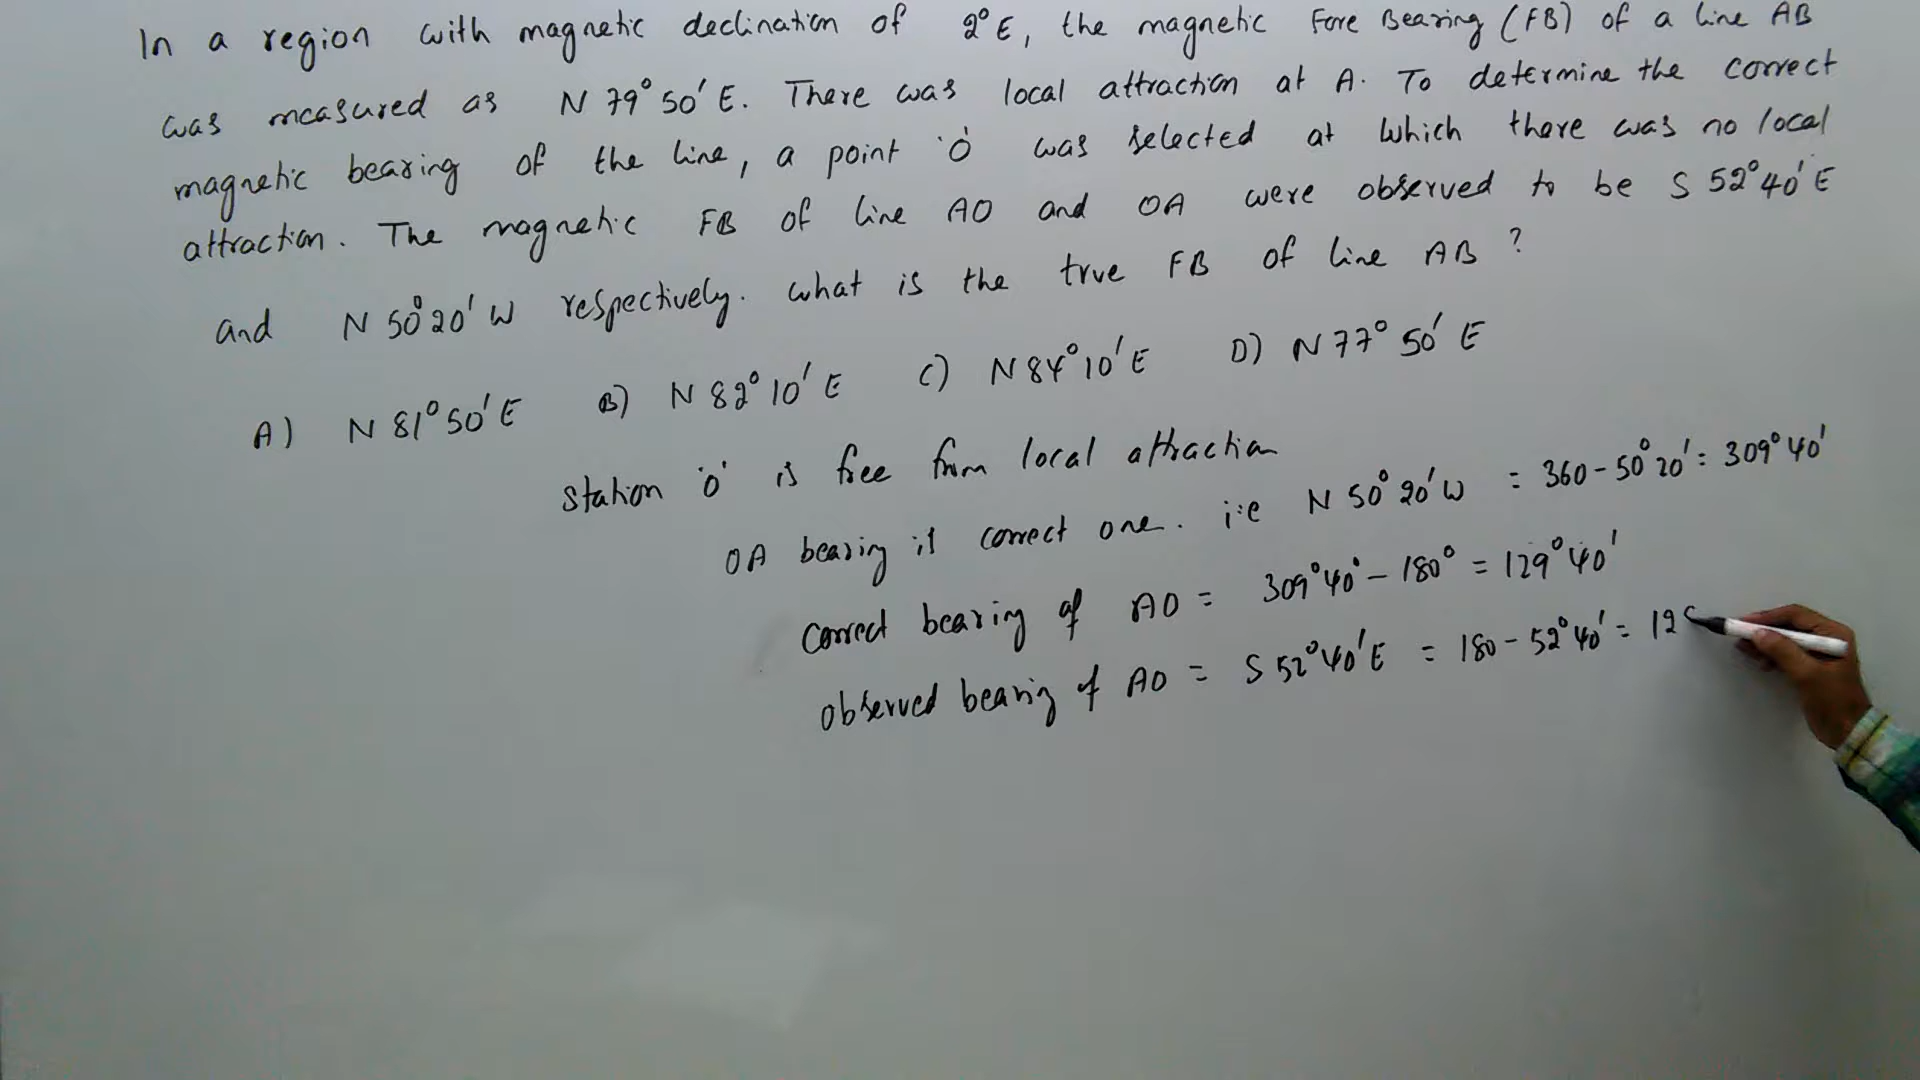 In a region with magnetic declination of 2°E, the magnetic Fore Bearing (FB) of a line AB
was measured as N 79° 50' E. There was local attraction at A. To determine the correct
magnetic bearing of the line, a point 'O' was selected at which there was no local
attraction. The magnetic FB of line AO and OA were observed to be S 52°40' E
and N 50°20' W respectively. what is the true FB of line AB ?
A) N 81°50' E B) N 82°10' E C) N 84°10' E D) N 77° 50' E
station 'o' is free from local attraction
OA bearing is correct one. i:e N 50° 20' W = 360 - 50° 20' = 309° 40'
correct bearing of AO = 309°40' - 180° = 129° 40'
observed bearing of AO = S 52°40' E = 180 - 52°40' = 12